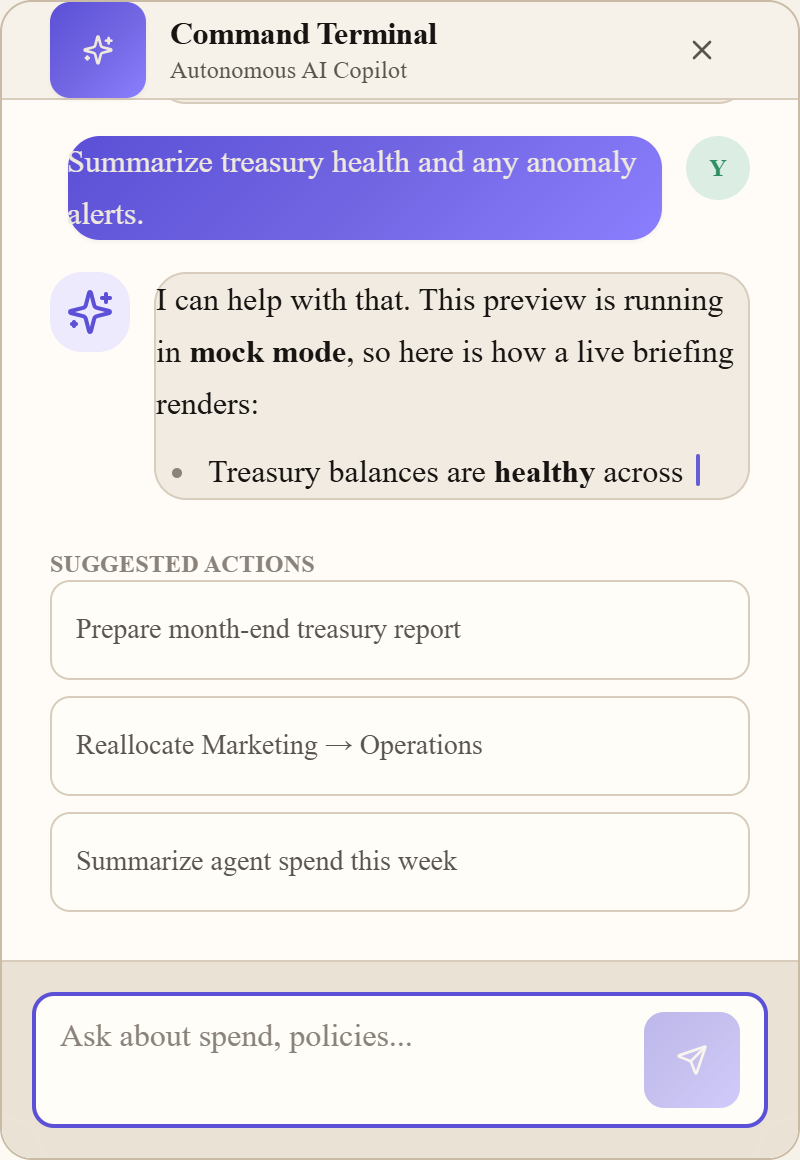 Command Terminal
Autonomous AI Copilot
Summarize treasury health and any anomaly
alerts.
Y
I can help with that. This preview is running
in mock mode, so here is how a live briefing
renders:
• Treasury balances are healthy across
SUGGESTED ACTIONS
Prepare month-end treasury report
Reallocate Marketing → Operations
Summarize agent spend this week
Ask about spend, policies...